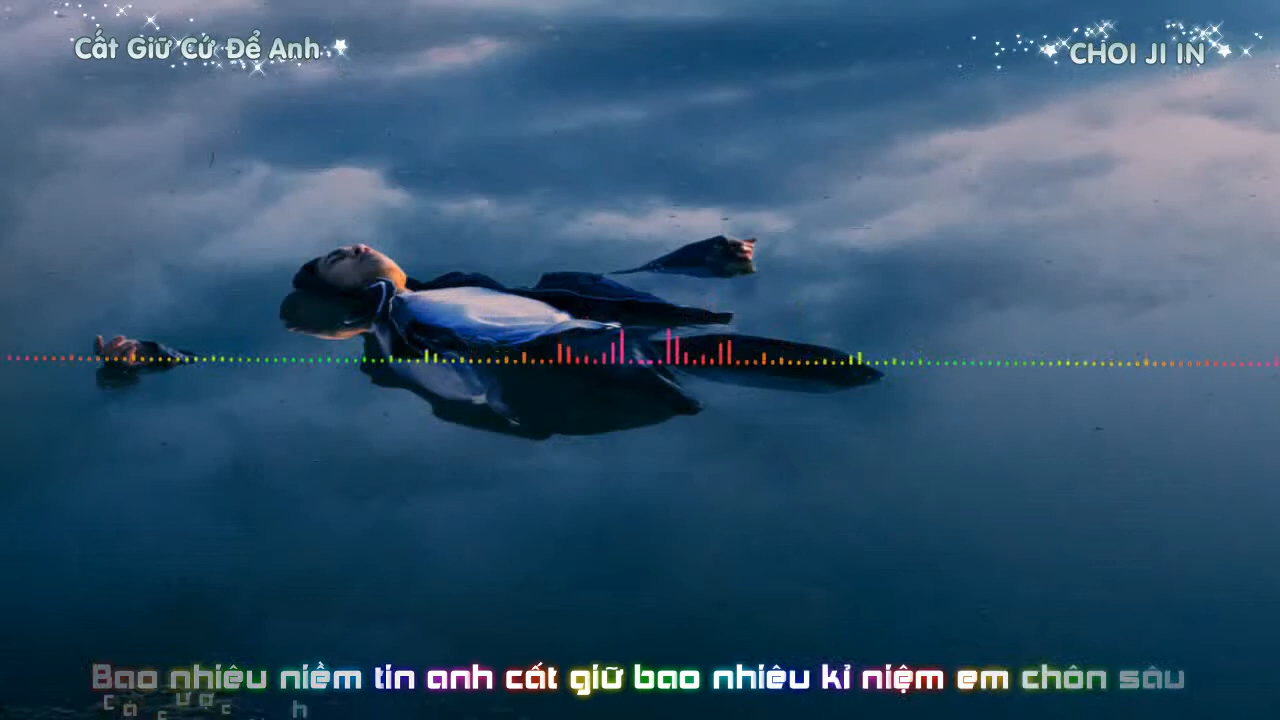 Cất Giữ Cứ Để Anh
CHOI JI IN
Bao nhiêu niềm tin anh cất giữ bao nhiêu kỉ niệm em chôn sâu